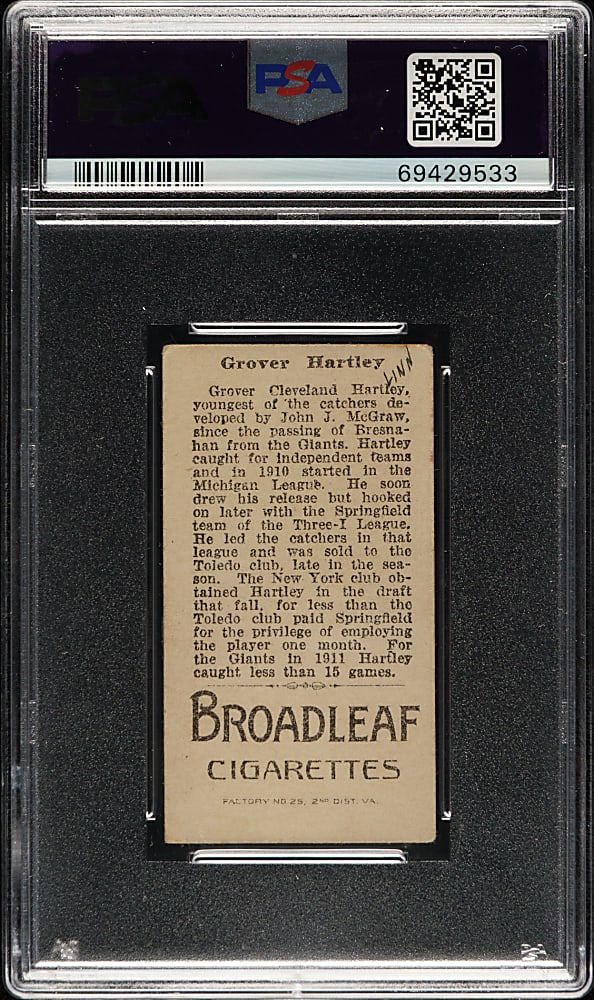 PSA
69429533
Grover Hartley
LINN
Grover Cleveland Hartley,
youngest of the catchers de-
veloped by John J. McGraw,
since the passing of Bresna-
han from the Giants. Hartley
caught for independent teams
and in 1910 started in the
Michigan League. He soon
drew his release but hooked
on later with the Springfield
team of the Three-I League.
He led the catchers in that
league and was sold to the
Toledo club, late in the sea-
son. The New York club ob-
tained Hartley in the draft
that fall, for less than the
Toledo club paid Springfield
for the privilege of employing
the player one month. For
the Giants in 1911 Hartley
caught less than 15 games.
BROADLEAF
CIGARETTES
FACTORY NO. 25, 2ND DIST. VA.